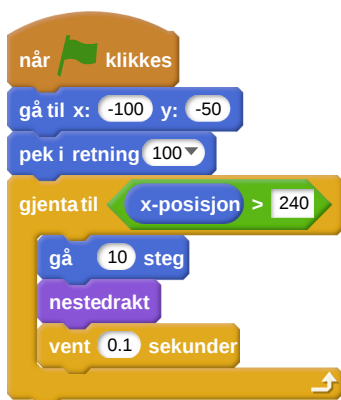 når klikkes
gå til x: -100 y: -50
pek i retning 100
gjenta til x-posisjon > 240
gå 10 steg
nestedrakt
vent 0.1 sekunder